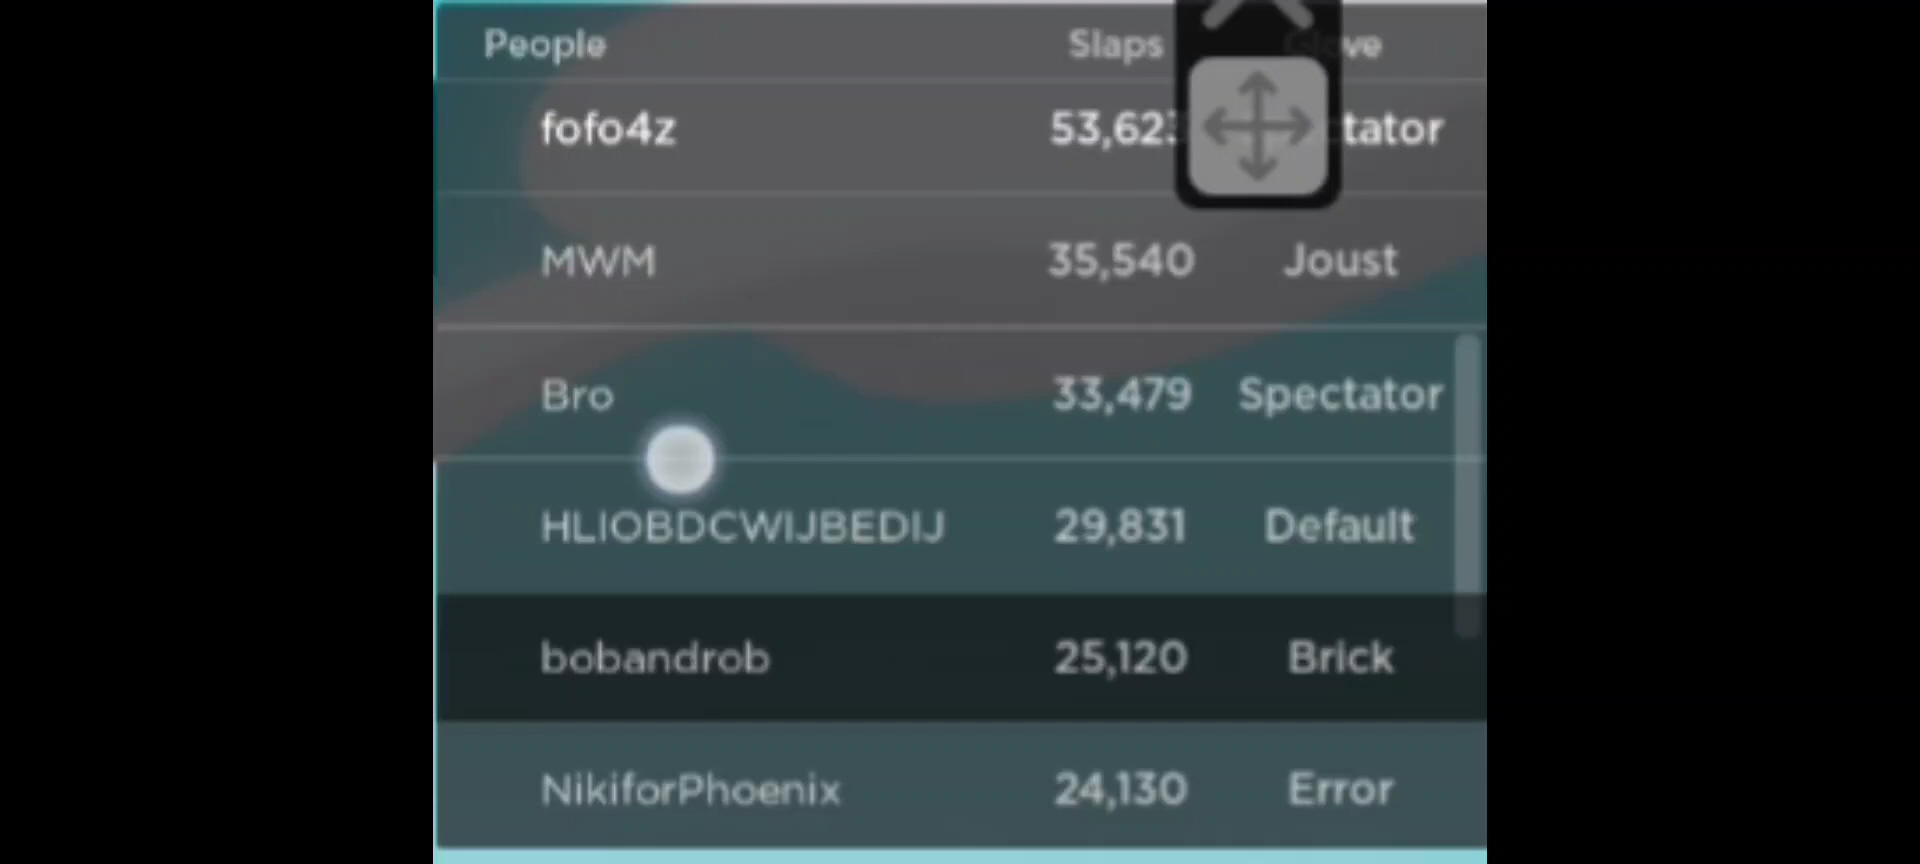 People Slaps
fofo4z
MWM 35,540 Joust
Bro 33,479 Spectator
HLIOBDCWIJBEDIJ 29,831 Default
bobandrob 25,120 Brick
NikiforPhoenix 24,130 Error